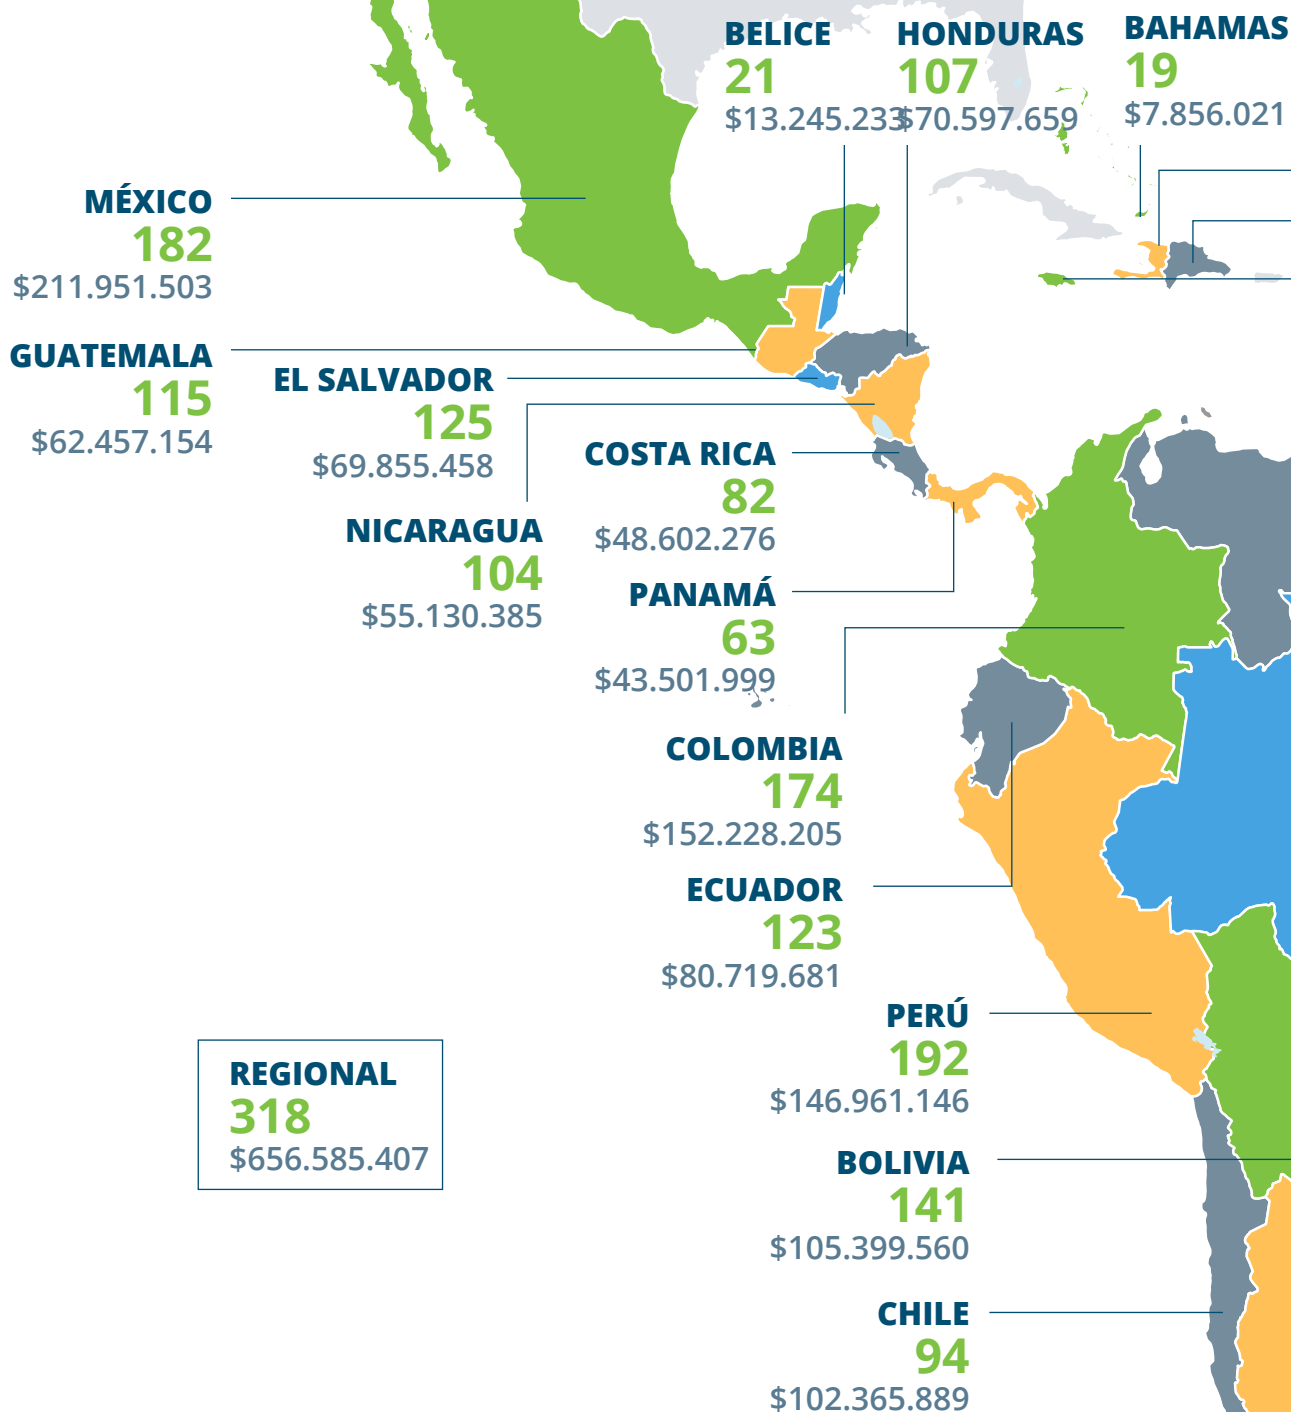 BELICE
21
$13.245.233
HONDURAS
107
$70.597.659
BAHAMAS
19
$7.856.021
MÉXICO
182
$211.951.503
GUATEMALA
115
$62.457.154
EL SALVADOR
125
$69.855.458
NICARAGUA
104
$55.130.385
COSTA RICA
82
$48.602.276
PANAMÁ
63
$43.501.999
COLOMBIA
174
$152.228.205
ECUADOR
123
$80.719.681
PERÚ
192
$146.961.146
REGIONAL
318
$656.585.407
BOLIVIA
141
$105.399.560
CHILE
94
$102.365.889